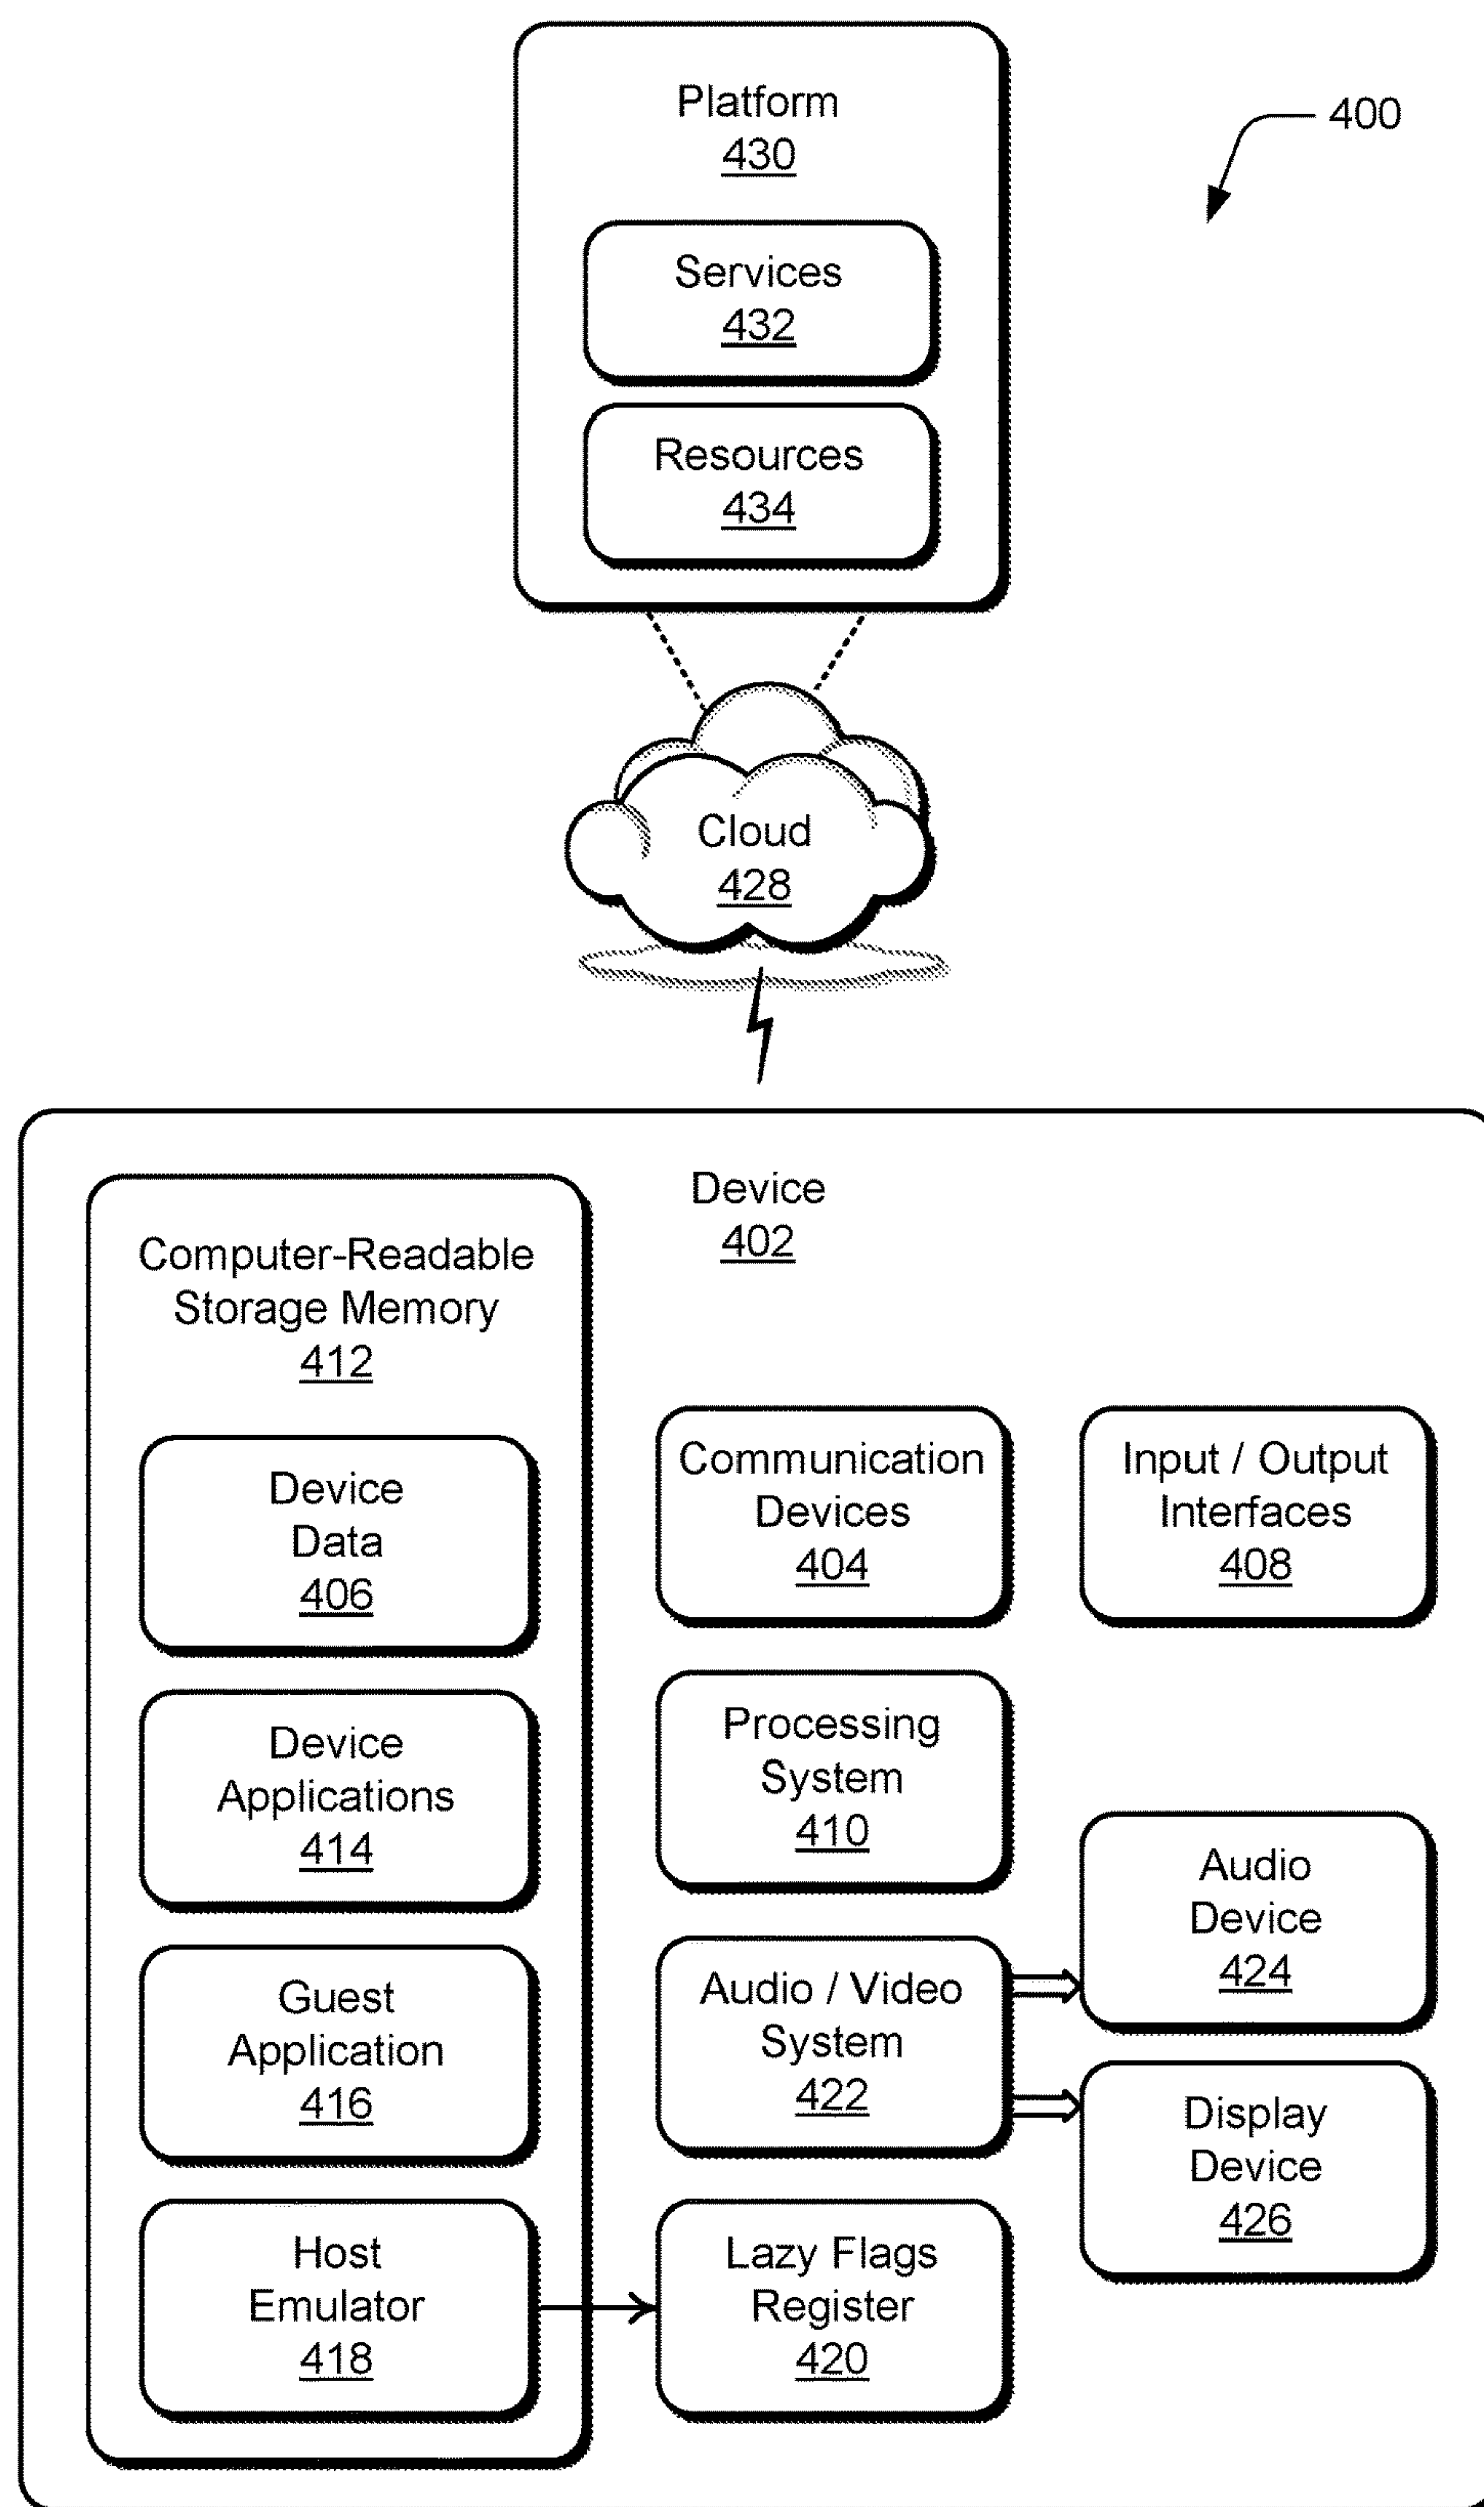 Platform
430
400
Services
432
Resources
434
Cloud
428
Device
402
Computer-Readable
Storage Memory
412
Device
Data
406
Device
Applications
414
Guest
Application
416
Host
Emulator
418
Communication
Devices
404
Input / Output
Interfaces
408
Processing
System
410
Audio / Video
System
422
Audio
Device
424
Display
Device
426
Lazy Flags
Register
420